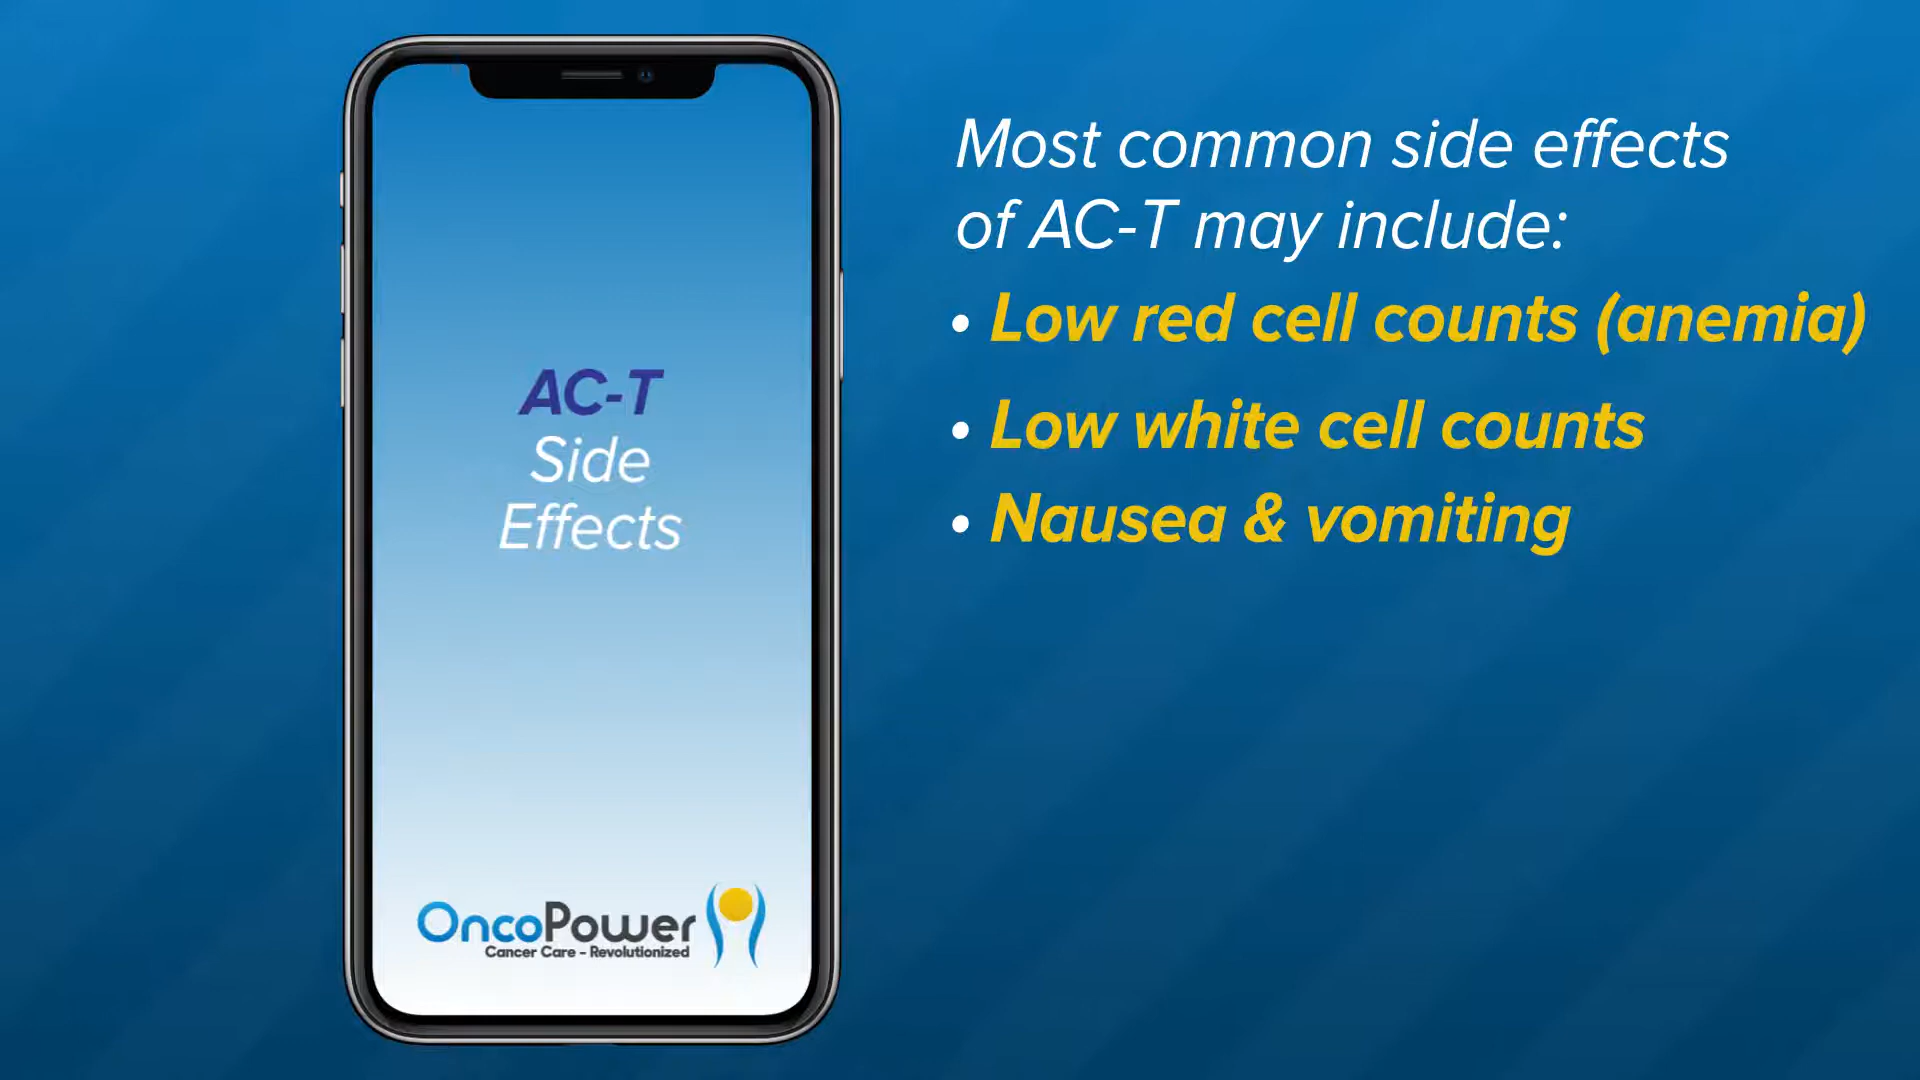 AC-T
Side
Effects
OncoPower
Cancer Care - Revolutionized
Most common side effects
of AC-T may include:
• Low red cell counts (anemia)
• Low white cell counts
• Nausea & vomiting